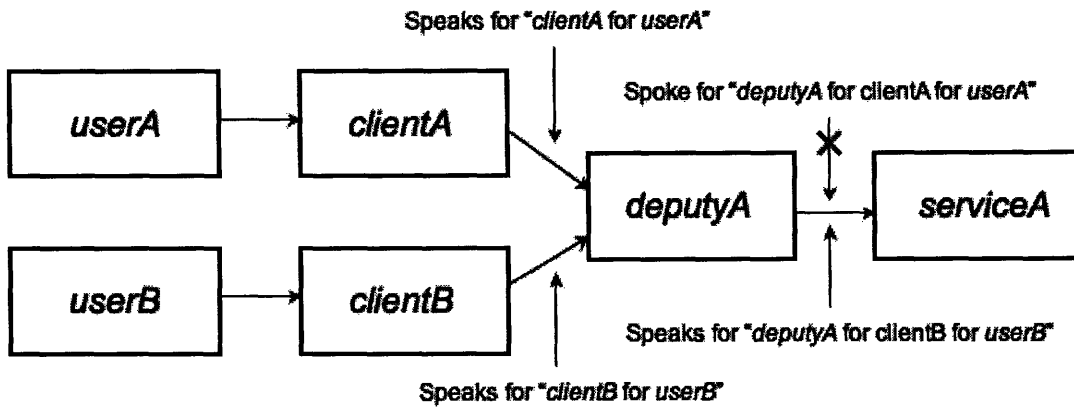 Speaks for "clientA for userA"
userA
clientA
Spoke for "deputyA for clientA for userA"
deputyA
serviceA
userB
clientB
Speaks for "deputyA for clientB for userB"
Speaks for "clientB for userB"